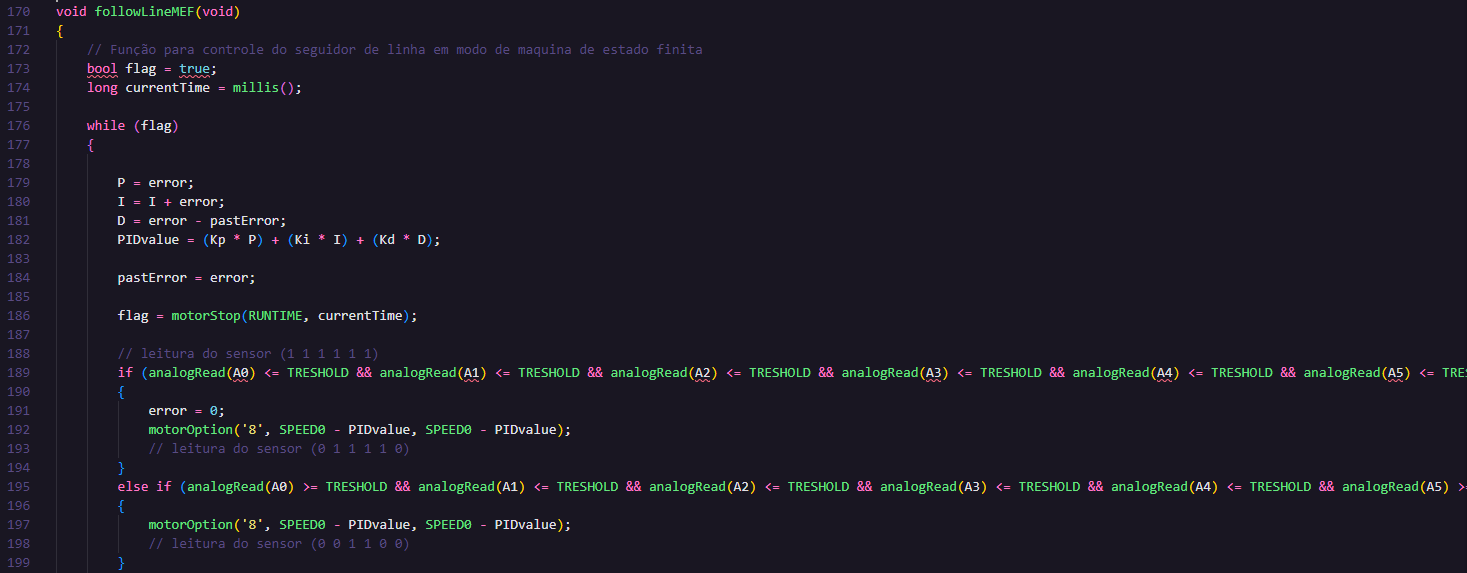 170 void followLineMEF(void)
171 {
172 // Função para controle do seguidor de linha em modo de maquina de estado finita
173 bool flag = true;
174 long currentTime = millis();
175
176 while (flag)
177 {
178
179 P = error;
180 I = I + error;
181 D = error - pastError;
182 PIDvalue = (Kp * P) + (Ki * I) + (Kd * D);
183
184 pastError = error;
185
186 flag = motorStop(RUNTIME, currentTime);
187
188 // leitura do sensor (1 1 1 1 1 1)
189 if (analogRead(A0) <= TRESHOLD && analogRead(A1) <= TRESHOLD && analogRead(A2) <= TRESHOLD && analogRead(A3) <= TRESHOLD && analogRead(A4) <= TRESHOLD && analogRead(A5) <= TRE
190 {
191 error = 0;
192 motorOption('8', SPEED0 - PIDvalue, SPEED0 - PIDvalue);
193 // leitura do sensor (0 1 1 1 1 0)
194 }
195 else if (analogRead(A0) >= TRESHOLD && analogRead(A1) <= TRESHOLD && analogRead(A2) <= TRESHOLD && analogRead(A3) <= TRESHOLD && analogRead(A4) <= TRESHOLD && analogRead(A5) >
196 {
197 motorOption('8', SPEED0 - PIDvalue, SPEED0 - PIDvalue);
198 // leitura do sensor (0 0 1 1 0 0)
199 }